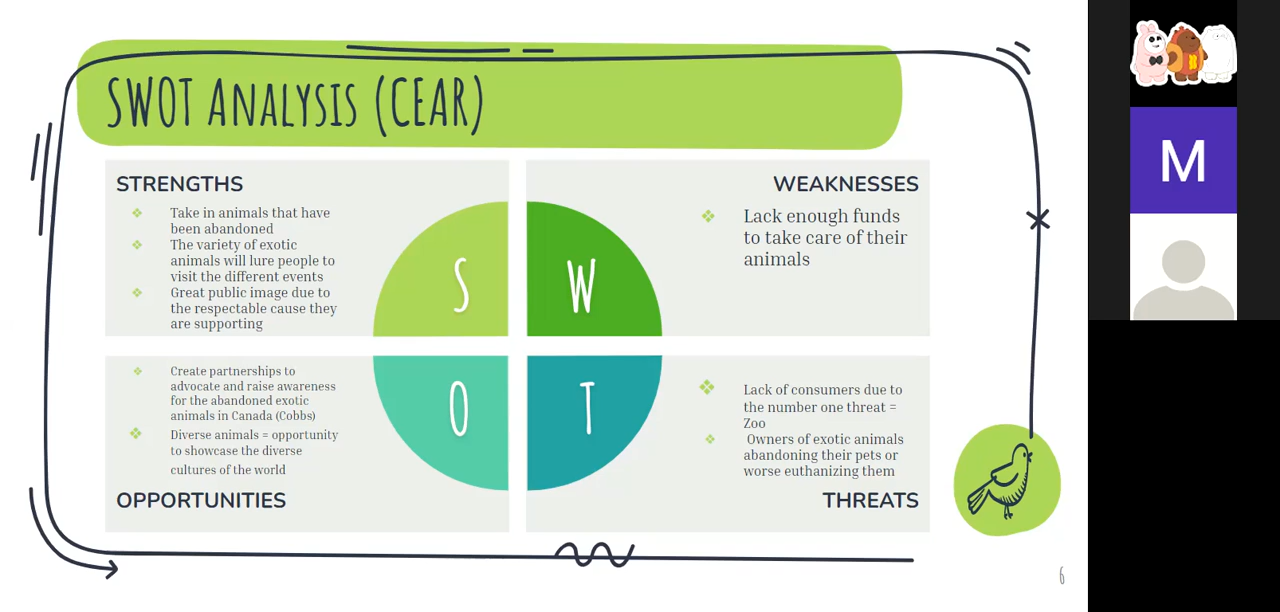 SWOT Analysis (CEAR)
STRENGTHS
❖ Take in animals that have
been abandoned
❖ The variety of exotic
animals will lure people to
visit the different events
❖ Great public image due to
the respectable cause they
are supporting
S
W
WEAKNESSES
❖ Lack enough funds
to take care of their
animals
❖ Create partnerships to
advocate and raise awareness
for the abandoned exotic
animals in Canada (Cobbs)
❖ Diverse animals = opportunity
to showcase the diverse
cultures of the world
OPPORTUNITIES
O
T
❖ Lack of consumers due to
the number one threat =
Zoo
❖ Owners of exotic animals
abandoning their pets or
worse euthanizing them
THREATS
6
M